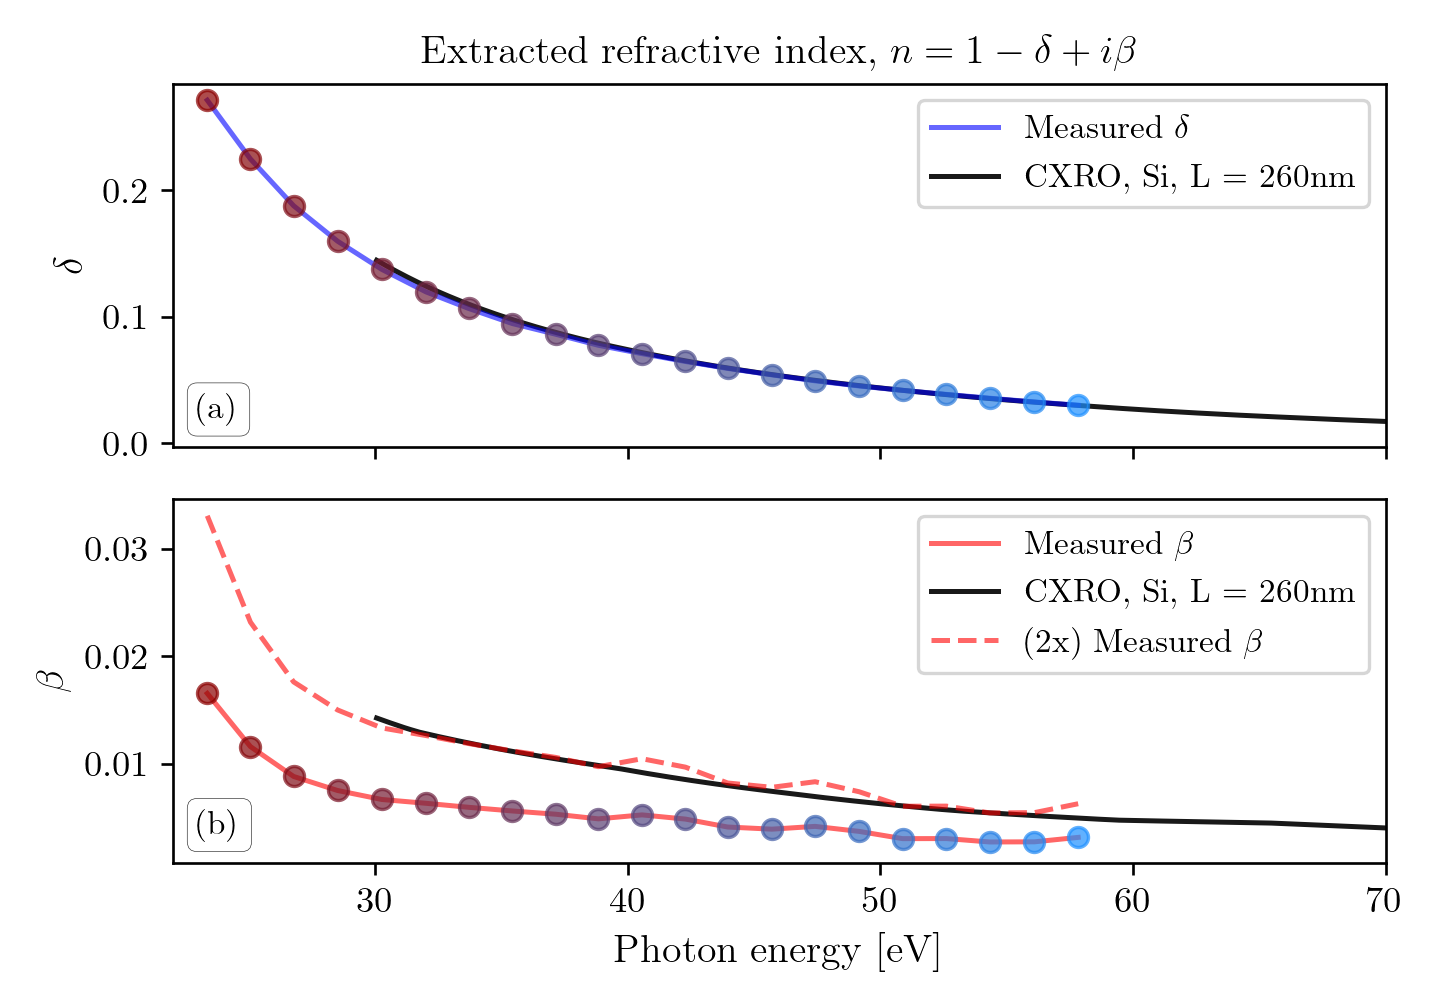 Extracted refractive index, n = 1 − δ + iβ
Measured δ
CXRO, Si, L = 260nm
δ
0.2
0.1
0.0
(a)
Measured β
CXRO, Si, L = 260nm
(2x) Measured β
β
0.03
0.02
0.01
(b)
30
40
50
60
70
Photon energy [eV]